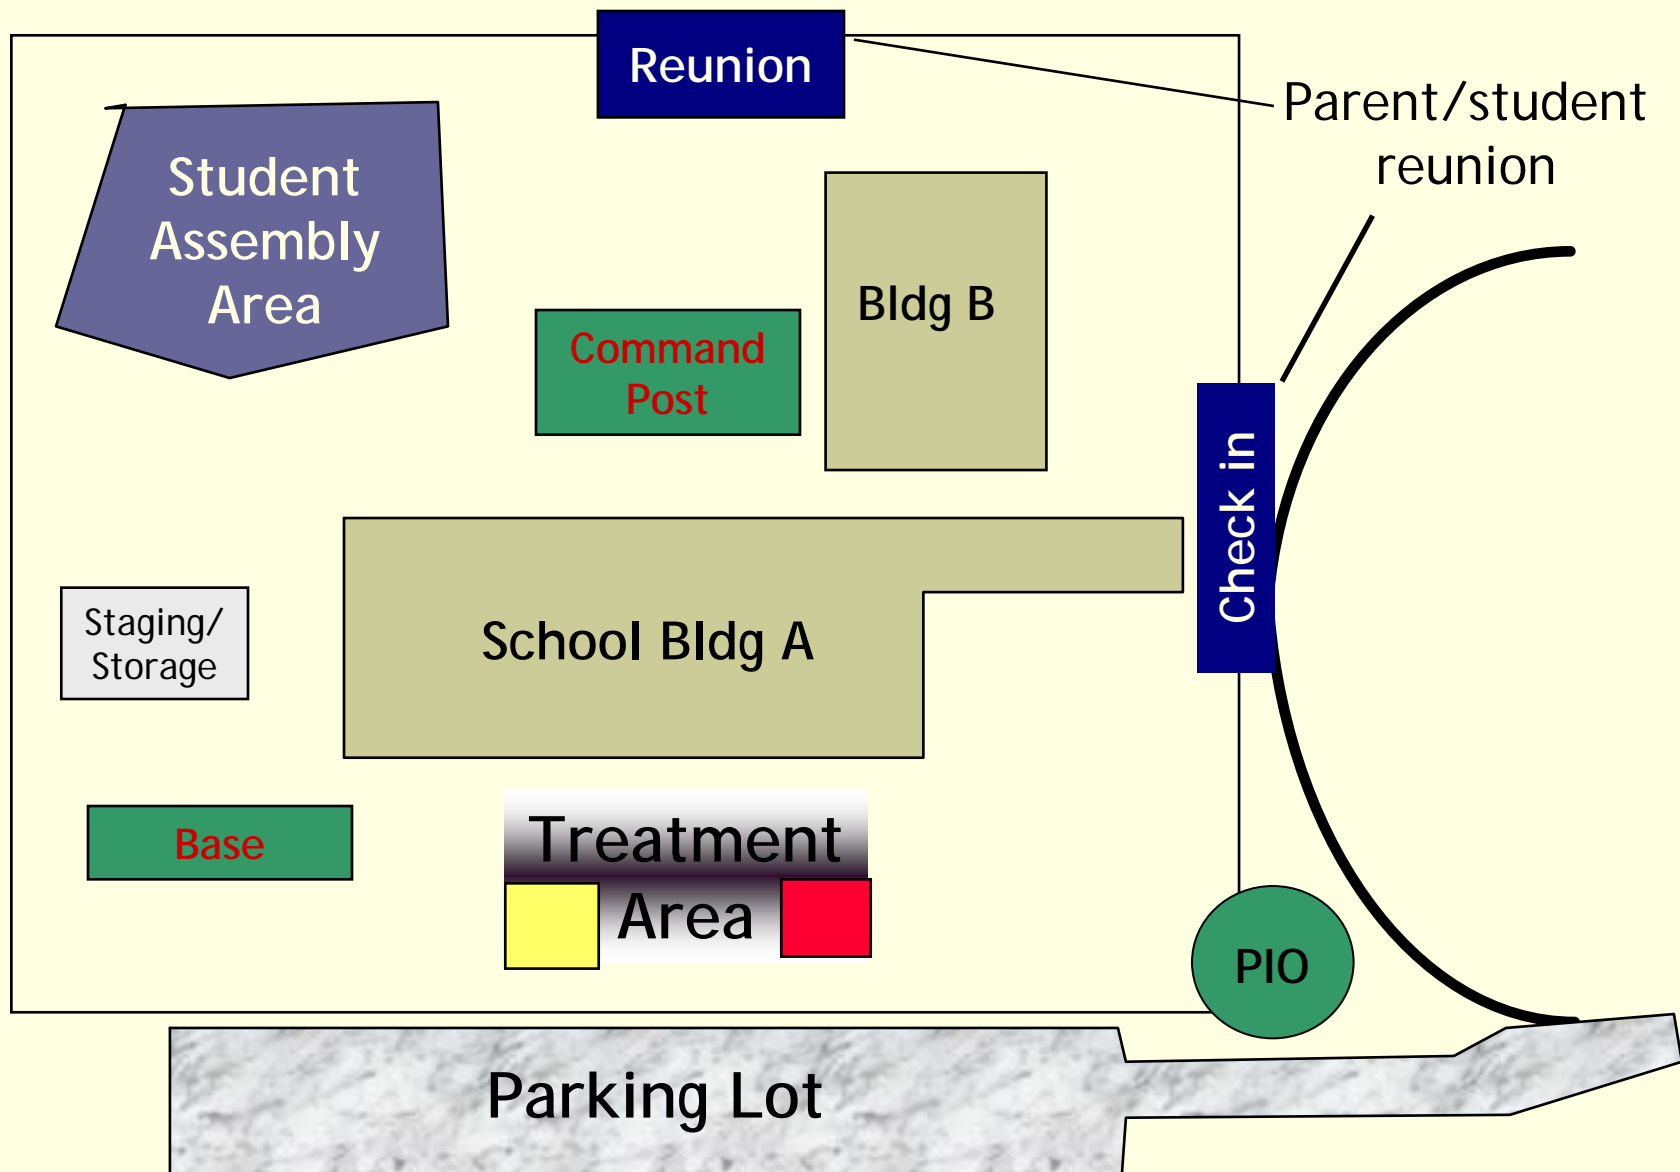 Reunion
Parent/student
reunion
Student
Assembly
Area
Bldg B
Command
Post
Check in
School Bldg A
Staging/
Storage
Base
Treatment
Area
PIO
Parking Lot